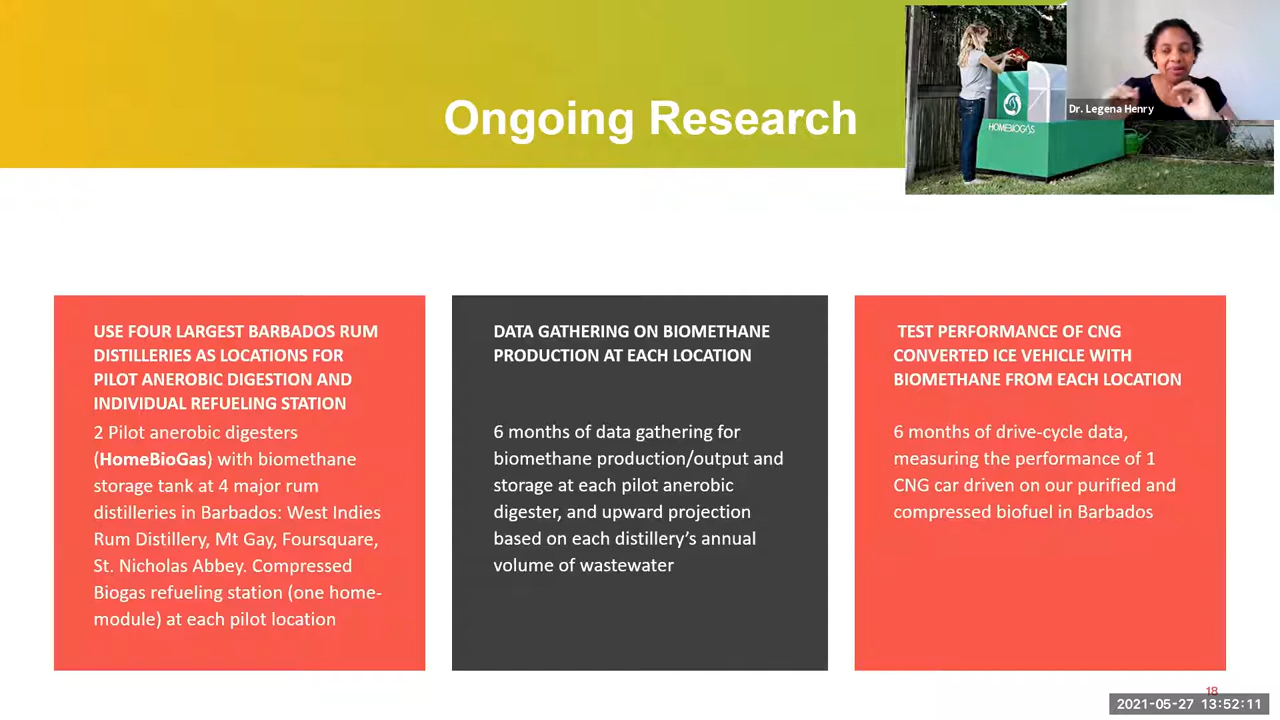 Ongoing Research
HOMEBIOGAS
Dr. Legena Henry
USE FOUR LARGEST BARBADOS RUM
DISTILLERIES AS LOCATIONS FOR
PILOT ANEROBIC DIGESTION AND
INDIVIDUAL REFUELING STATION
2 Pilot anerobic digesters
(HomeBioGas) with biomethane
storage tank at 4 major rum
distilleries in Barbados: West Indies
Rum Distillery, Mt Gay, Foursquare,
St. Nicholas Abbey. Compressed
Biogas refueling station (one home-
module) at each pilot location
DATA GATHERING ON BIOMETHANE
PRODUCTION AT EACH LOCATION
6 months of data gathering for
biomethane production/output and
storage at each pilot anerobic
digester, and upward projection
based on each distillery’s annual
volume of wastewater
TEST PERFORMANCE OF CNG
CONVERTED ICE VEHICLE WITH
BIOMETHANE FROM EACH LOCATION
6 months of drive-cycle data,
measuring the performance of 1
CNG car driven on our purified and
compressed biofuel in Barbados
18
2021-05-27 13:52:11